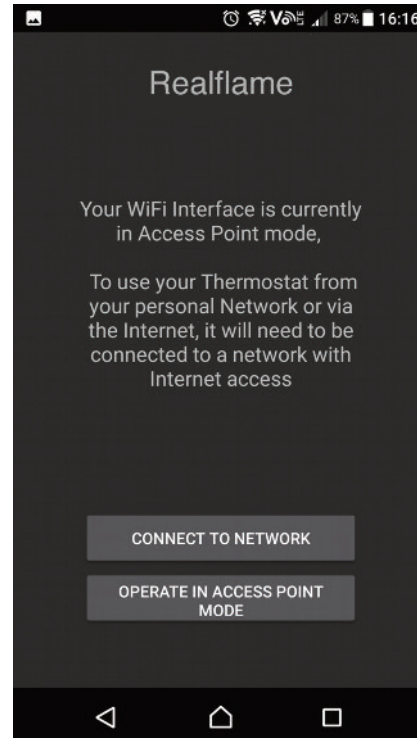 87% 16:16
Realflame
Your WiFi Interface is currently
in Access Point mode,
To use your Thermostat from
your personal Network or via
the Internet, it will need to be
connected to a network with
Internet access
CONNECT TO NETWORK
OPERATE IN ACCESS POINT
MODE